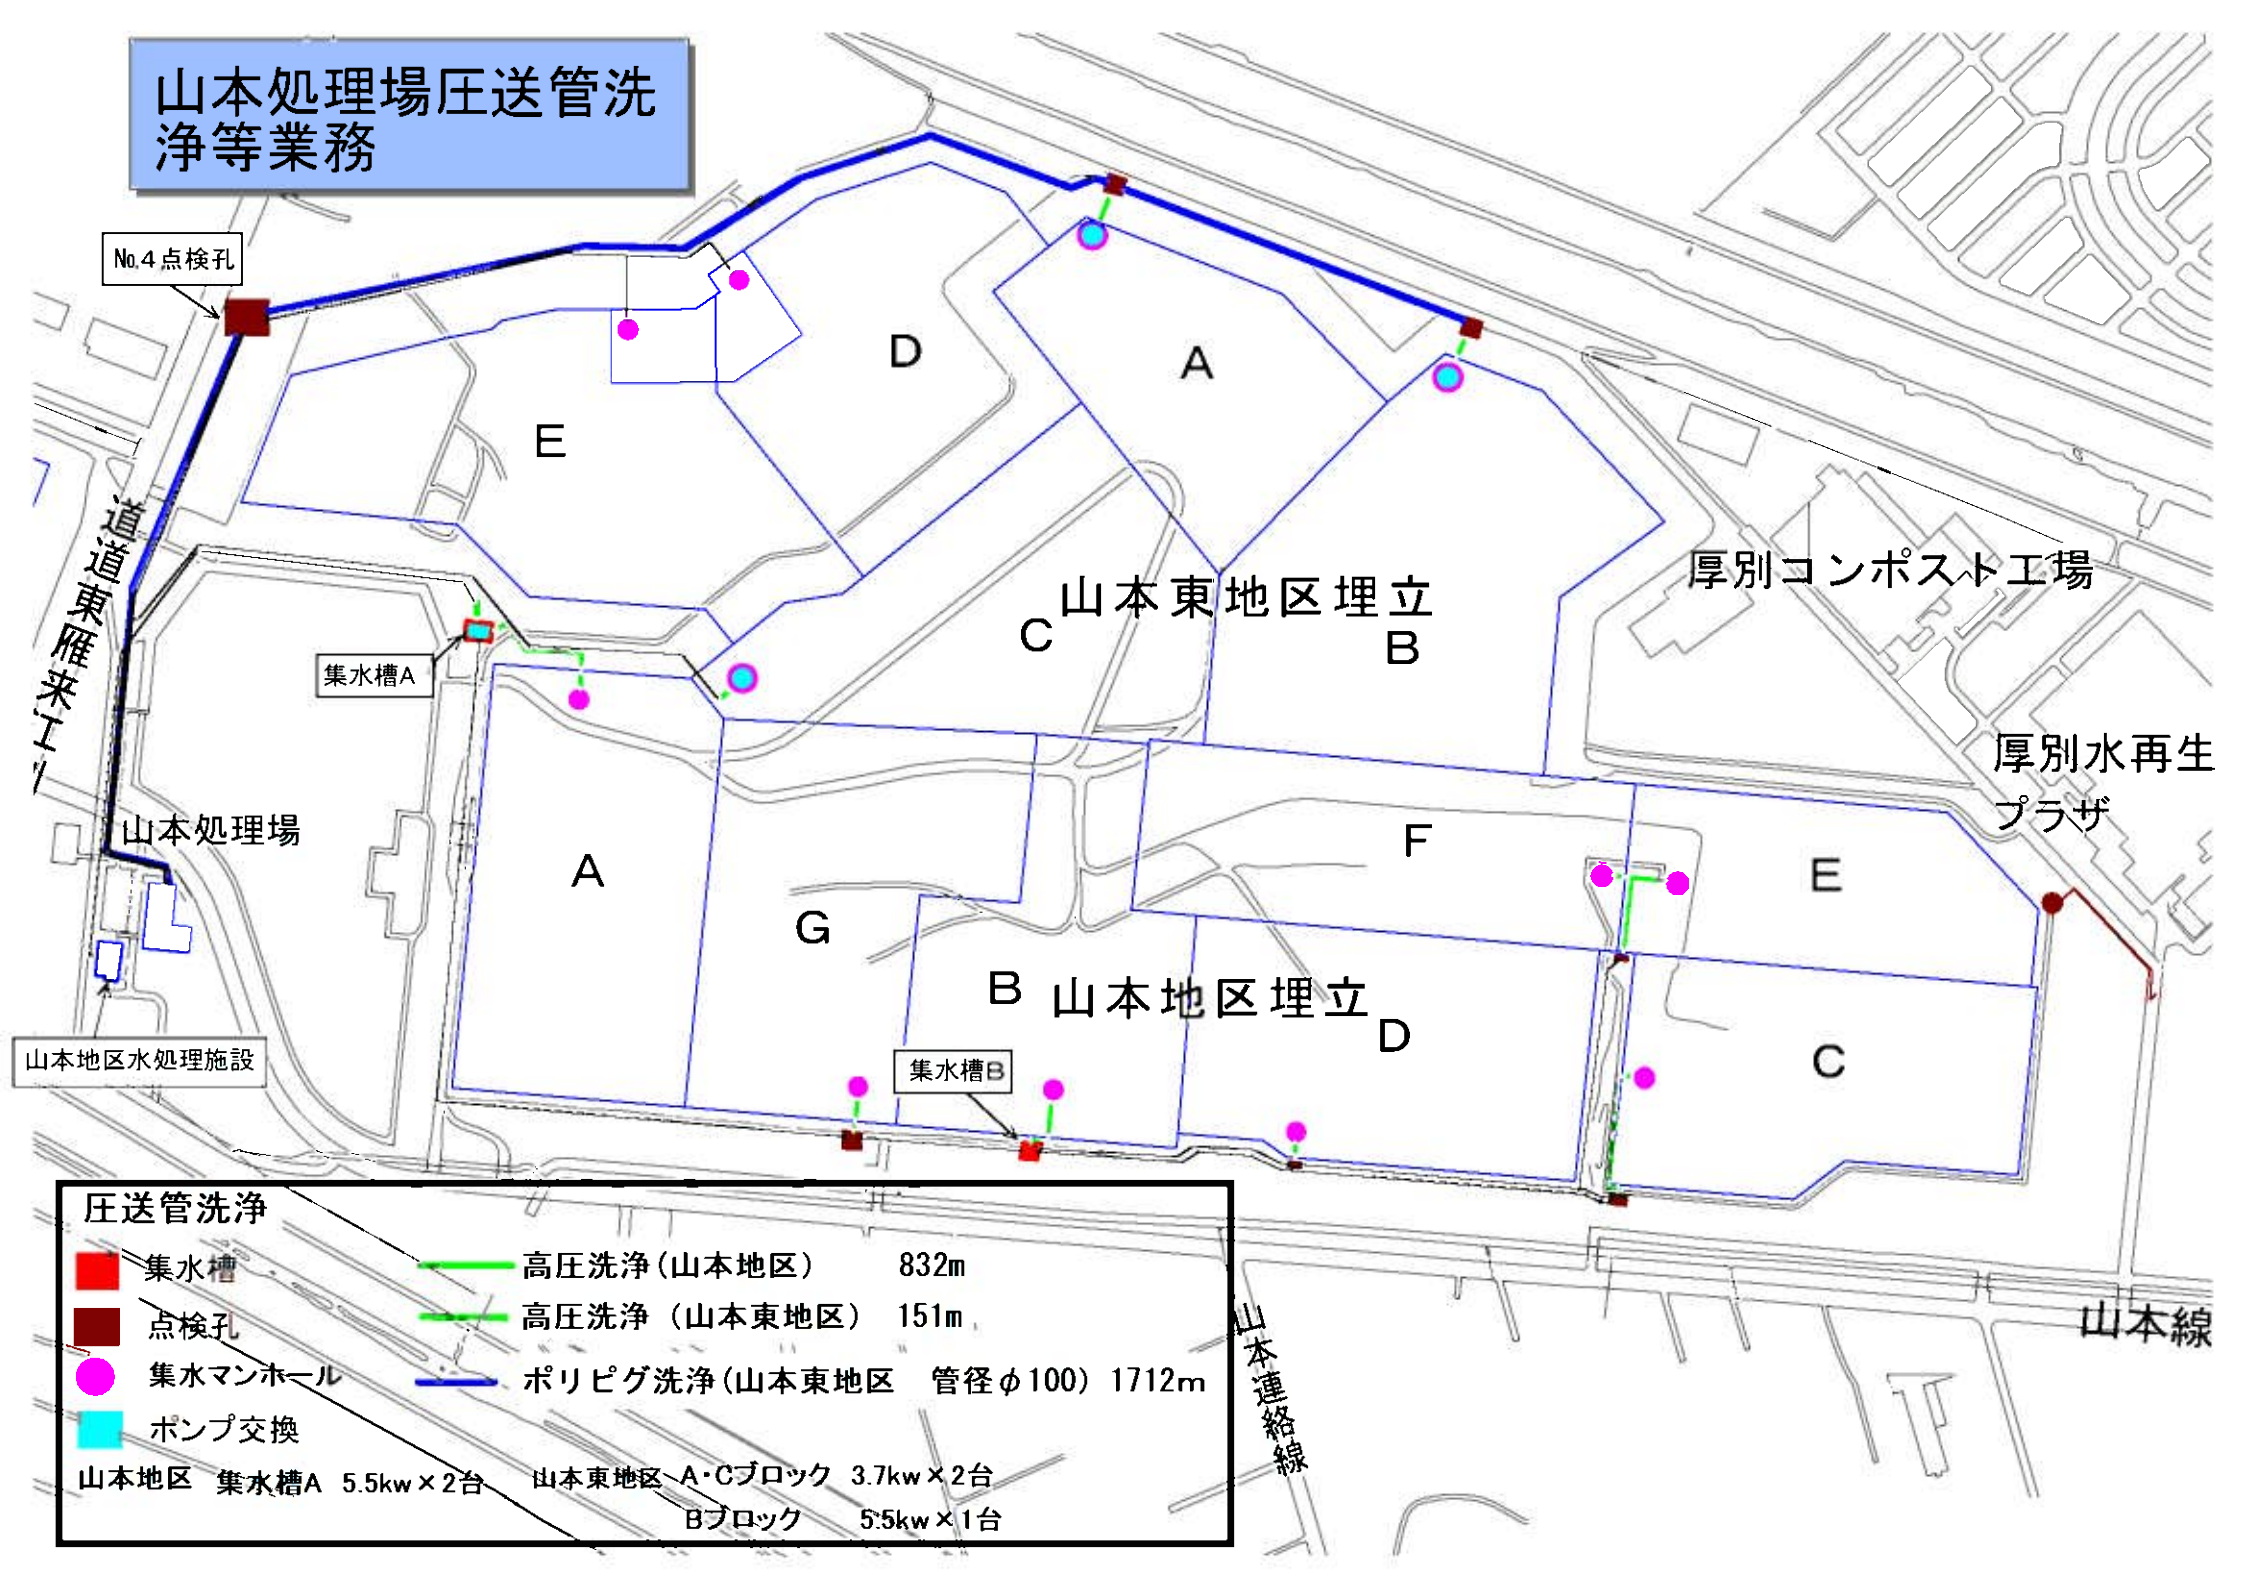 山本処理場圧送管洗
浄等業務
№4点検孔
D
A
E
道道東雁来江別
厚別コンポスト工場
山本東地区埋立
C
B
集水槽A
厚別水再生
プラザ
山本処理場
F
A
E
G
B
山本地区埋立
D
山本地区水処理施設
集水槽B
C
圧送管洗浄
集水槽
高圧洗浄(山本地区) 832m
点検孔
高圧洗浄(山本東地区) 151m
集水マンホール
ポリピグ洗浄(山本東地区 管径φ100) 1712m
ポンプ交換
山本地区 集水槽A 5.5kw×2台
山本東地区 A・Cブロック 3.7kw×2台
Bブロック 5.5kw×1台
山本連絡線
山本線